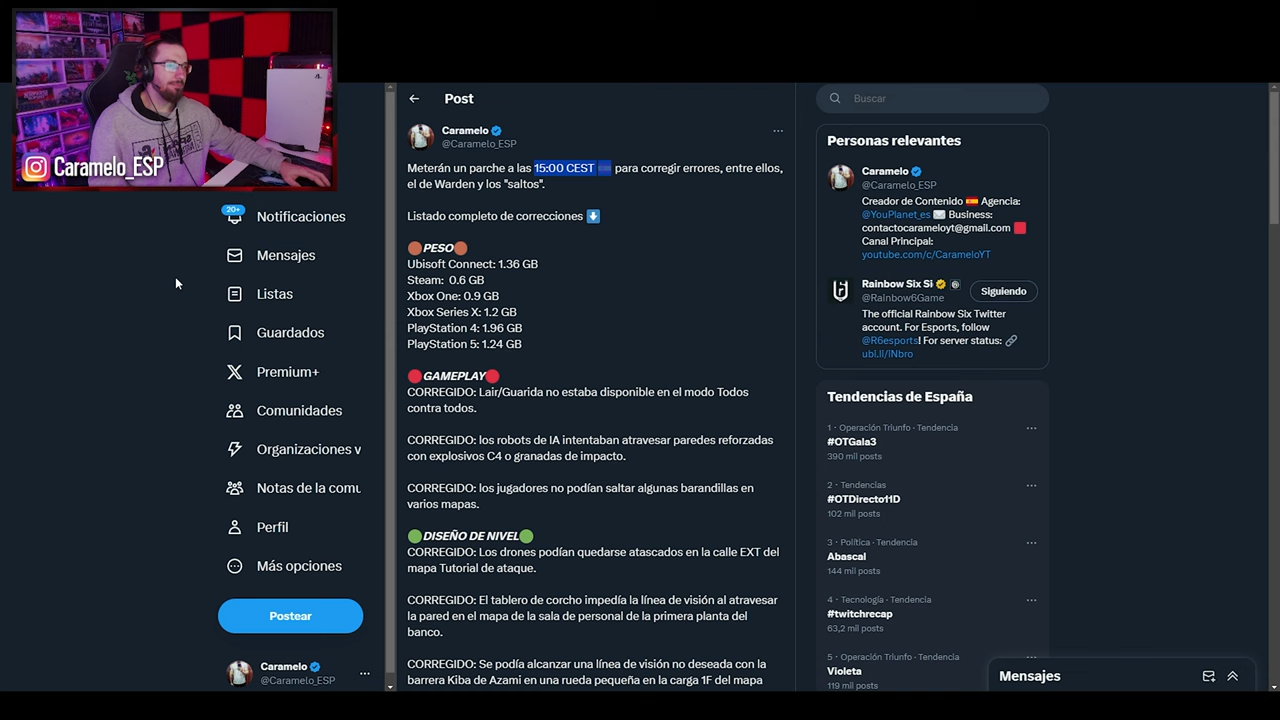 Caramelo_ESP
20+
Notificaciones
Mensajes
Listas
Guardados
Premium+
Comunidades
Organizaciones v
Notas de la comu
Perfil
Más opciones
Postear
Caramelo
@Caramelo_ESP
Post
Caramelo
@Caramelo_ESP
Meterán un parche a las 15:00 CEST para corregir errores, entre ellos,
el de Warden y los "saltos".
Listado completo de correcciones
PESO
Ubisoft Connect: 1.36 GB
Steam: 0.6 GB
Xbox One: 0.9 GB
Xbox Series X: 1.2 GB
PlayStation 4: 1.96 GB
PlayStation 5: 1.24 GB
GAMEPLAY
CORREGIDO: Lair/Guarida no estaba disponible en el modo Todos
contra todos.
CORREGIDO: los robots de IA intentaban atravesar paredes reforzadas
con explosivos C4 o granadas de impacto.
CORREGIDO: los jugadores no podían saltar algunas barandillas en
varios mapas.
DISEÑO DE NIVEL
CORREGIDO: Los drones podían quedarse atascados en la calle EXT del
mapa Tutorial de ataque.
CORREGIDO: El tablero de corcho impedía la línea de visión al atravesar
la pared en el mapa de la sala de personal de la primera planta del
banco.
CORREGIDO: Se podía alcanzar una línea de visión no deseada con la
barrera Kiba de Azami en una rueda pequeña en la carga 1F del mapa
Buscar
Personas relevantes
Caramelo
@Caramelo_ESP
Creador de Contenido Agencia:
@YouPlanet_es Business:
contactocarameloyt@gmail.com
Canal Principal:
youtube.com/c/CarameloYT
Rainbow Six Si
@Rainbow6Game
Siguiendo
The official Rainbow Six Twitter
account. For Esports, follow
@R6esports! For server status:
ubi.li/lNbro
Tendencias de España
1 · Operación Triunfo · Tendencia
#OTGala3
390 mil posts
2 · Tendencias
#OTDirecto11D
102 mil posts
3 · Política · Tendencia
Abascal
144 mil posts
4 · Tecnología · Tendencia
#twitchrecap
63,2 mil posts
5 · Operación Triunfo · Tendencia
Violeta
119 mil posts
Mensajes